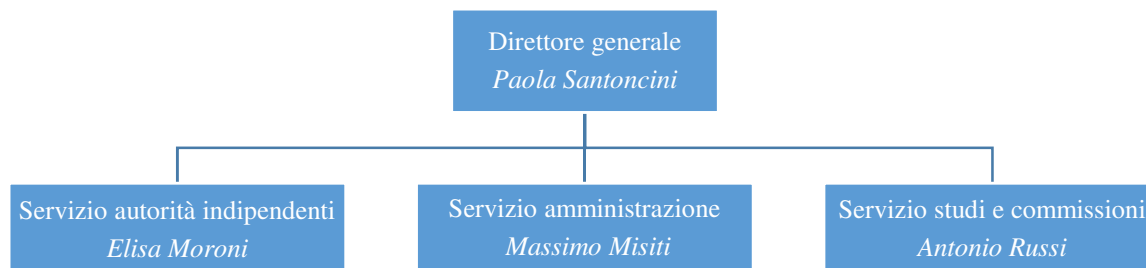 Direttore generale
Paola Santoncini
Servizio autorità indipendenti
Elisa Moroni
Servizio amministrazione
Massimo Misiti
Servizio studi e commissioni
Antonio Russi